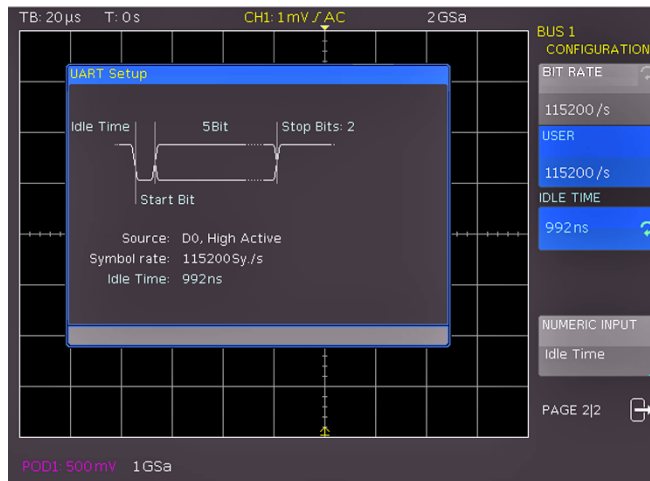 TB: 20µs T: 0s CH1: 1mV AC 2GSa
BUS 1
CONFIGURATION
UART Setup
BIT RATE
115200/s
USER
115200/s
IDLE TIME
992ns
Idle Time 5Bit Stop Bits: 2
Start Bit
Source: D0, High Active
Symbol rate: 115200Sy./s
Idle Time: 992ns
NUMERIC INPUT
Idle Time
PAGE 2|2
POD1: 500mV 1GSa